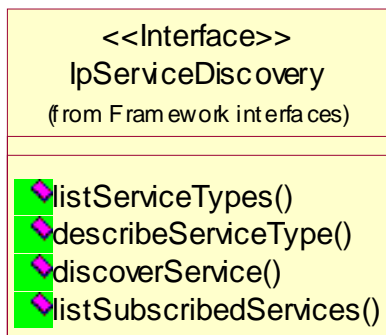 <<Interface>>
IpServiceDiscovery
(from Framework interfaces)
listServiceTypes()
describeServiceType()
discoverService()
listSubscribedServices()